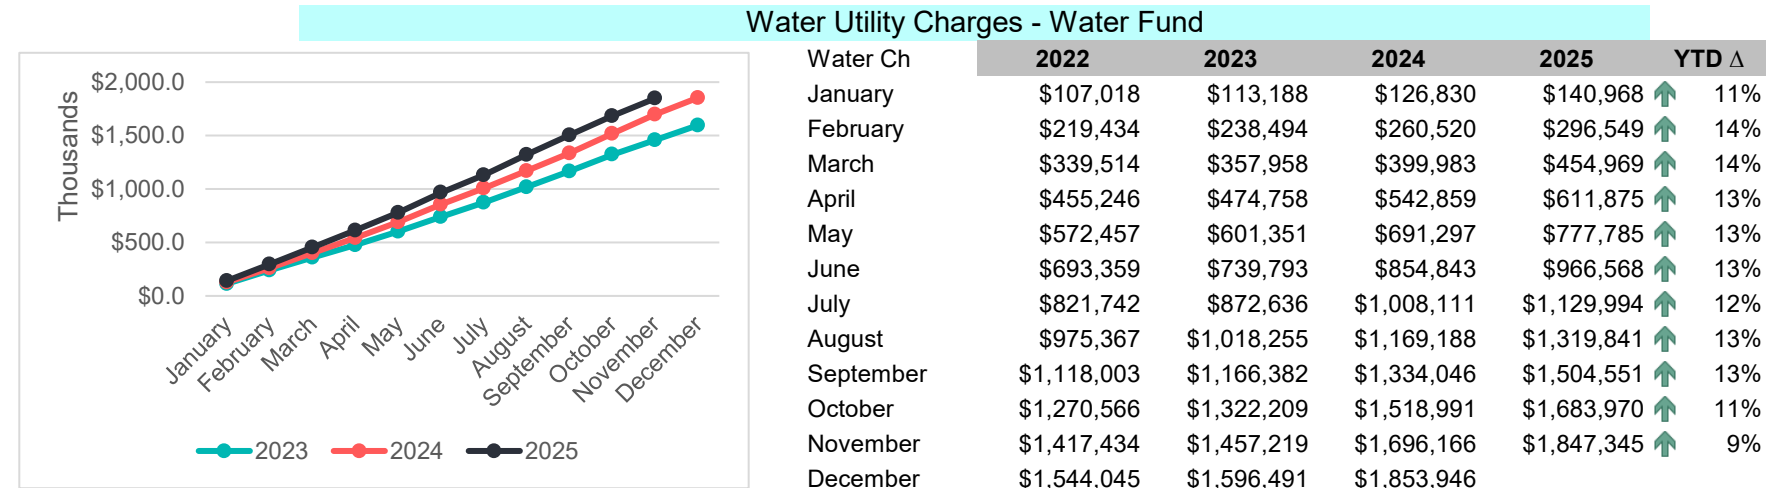 Water Utility Charges - Water Fund
Thousands
$2,000.0
$1,500.0
$1,000.0
$500.0
$0.0
January
February
March
April
May
June
July
August
September
October
November
December
2023 2024 2025
Water Ch 2022 2023 2024 2025 YTD Δ
January $107,018 $113,188 $126,830 $140,968 11%
February $219,434 $238,494 $260,520 $296,549 14%
March $339,514 $357,958 $399,983 $454,969 14%
April $455,246 $474,758 $542,859 $611,875 13%
May $572,457 $601,351 $691,297 $777,785 13%
June $693,359 $739,793 $854,843 $966,568 13%
July $821,742 $872,636 $1,008,111 $1,129,994 12%
August $975,367 $1,018,255 $1,169,188 $1,319,841 13%
September $1,118,003 $1,166,382 $1,334,046 $1,504,551 13%
October $1,270,566 $1,322,209 $1,518,991 $1,683,970 11%
November $1,417,434 $1,457,219 $1,696,166 $1,847,345 9%
December $1,544,045 $1,596,491 $1,853,946